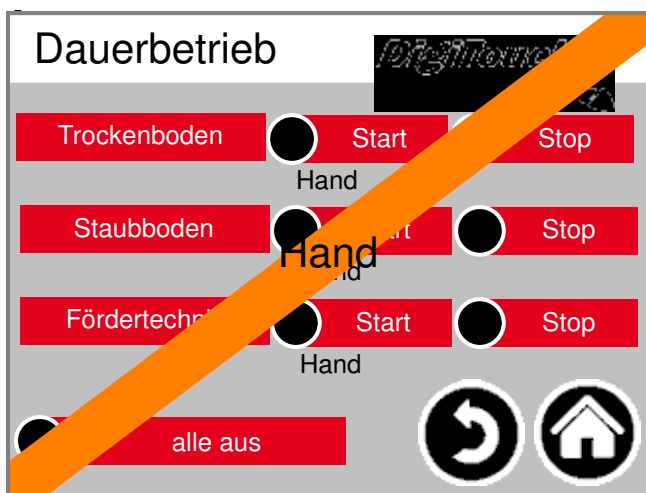 Dauerbetrieb
Trockenboden Start Stop
Hand
Staubboden Stop
Hand
Start Stop
Hand
alle aus